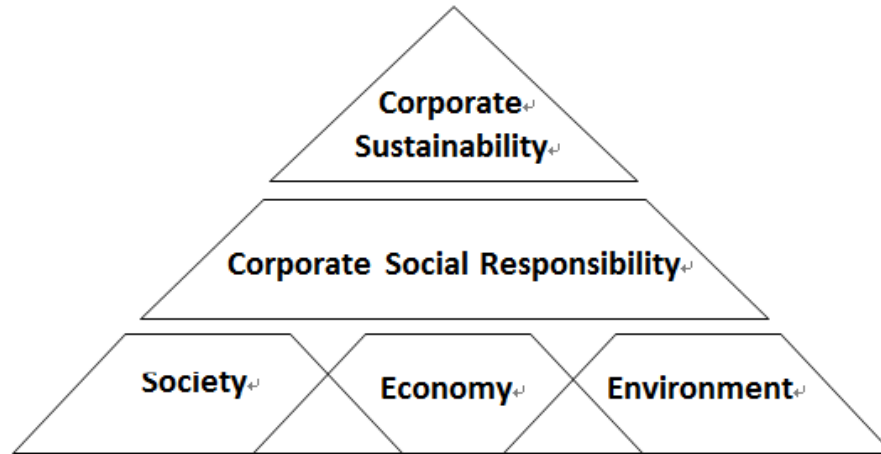 Corporate
Sustainability
Corporate Social Responsibility
Society
Economy
Environment